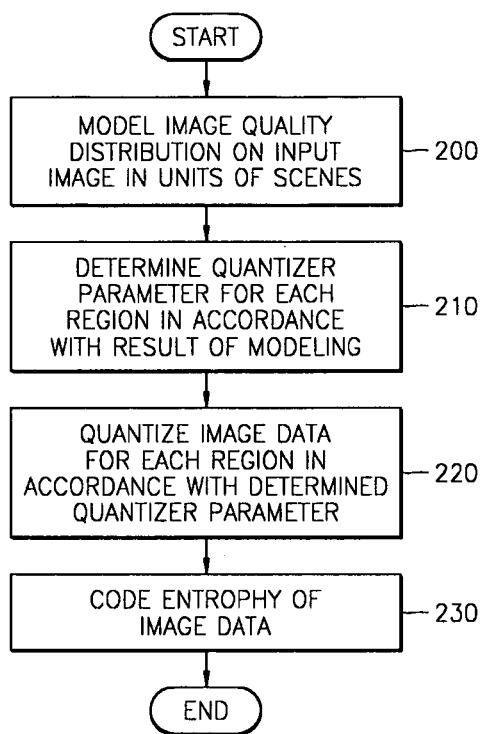 START
MODEL IMAGE QUALITY
DISTRIBUTION ON INPUT
IMAGE IN UNITS OF SCENES
200
DETERMINE QUANTIZER
PARAMETER FOR EACH
REGION IN ACCORDANCE
WITH RESULT OF MODELING
210
QUANTIZE IMAGE DATA
FOR EACH REGION IN
ACCORDANCE WITH DETERMINED
QUANTIZER PARAMETER
220
CODE ENTROPHY OF
IMAGE DATA
230
END